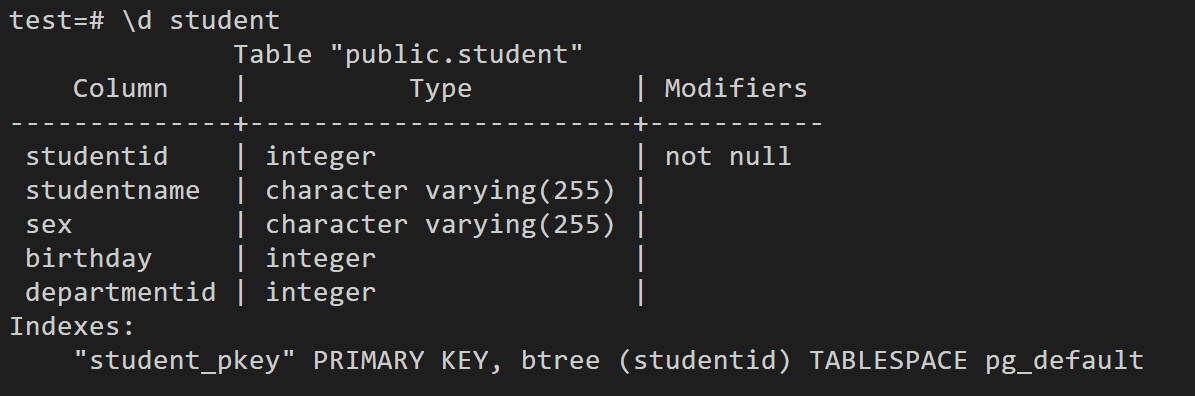 test=# \d student
             Table "public.student"
    Column    |          Type          | Modifiers
--------------+------------------------+-----------
 studentid    | integer                | not null
 studentname  | character varying(255) |
 sex          | character varying(255) |
 birthday     | integer                |
 departmentid | integer                |
Indexes:
    "student_pkey" PRIMARY KEY, btree (studentid) TABLESPACE pg_default